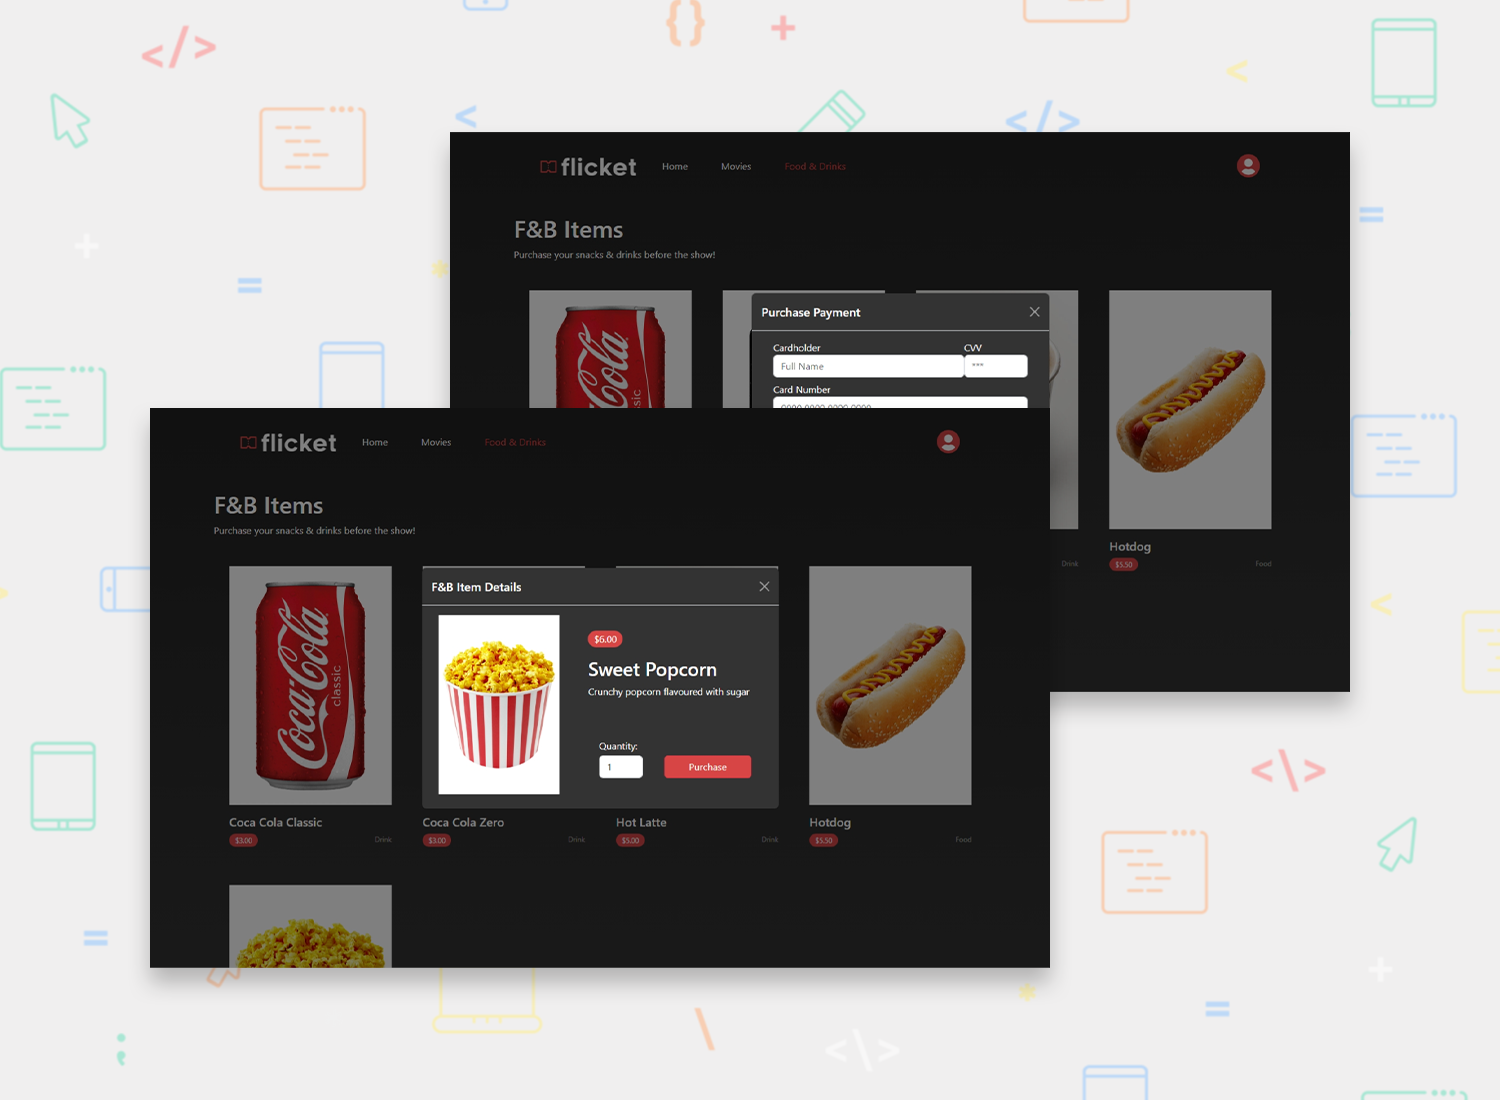 flicket Home Movies Food & Drinks
F&B Items
Purchase your snacks & drinks before the show!
Purchase Payment
Cardholder CVV
Full Name ***
Card Number
0000 0000 0000 0000
Hotdog
$5.50 Food
Drink
flicket Home Movies Food & Drinks
F&B Items
Purchase your snacks & drinks before the show!
Coca-Cola
classic
F&B Item Details
$6.00
Sweet Popcorn
Crunchy popcorn flavoured with sugar
Quantity:
1 Purchase
Coca Cola Classic Coca Cola Zero Hot Latte Hotdog
$3.00 Drink $3.00 Drink $5.00 Drink $5.50 Food